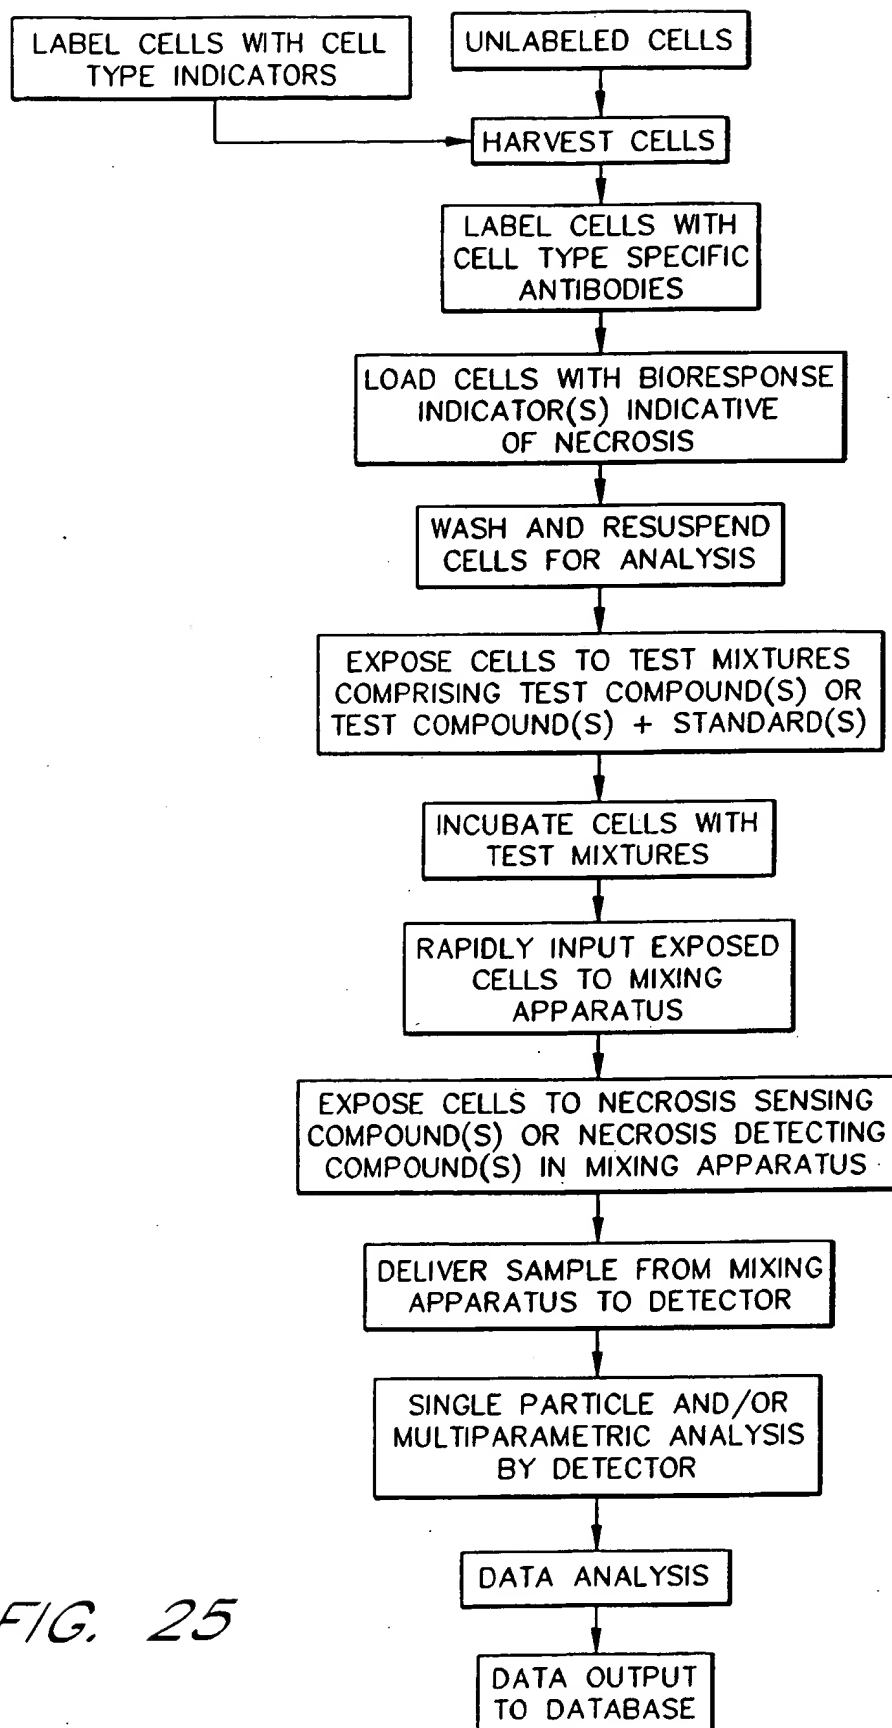 LABEL CELLS WITH CELL
TYPE INDICATORS
UNLABELED CELLS
HARVEST CELLS
LABEL CELLS WITH
CELL TYPE SPECIFIC
ANTIBODIES
LOAD CELLS WITH BIORESPONSE
INDICATOR(S) INDICATIVE
OF NECROSIS
WASH AND RESUSPEND
CELLS FOR ANALYSIS
EXPOSE CELLS TO TEST MIXTURES
COMPRISING TEST COMPOUND(S) OR
TEST COMPOUND(S) + STANDARD(S)
INCUBATE CELLS WITH
TEST MIXTURES
RAPIDLY INPUT EXPOSED
CELLS TO MIXING
APPARATUS
EXPOSE CELLS TO NECROSIS SENSING
COMPOUND(S) OR NECROSIS DETECTING
COMPOUND(S) IN MIXING APPARATUS
DELIVER SAMPLE FROM MIXING
APPARATUS TO DETECTOR
SINGLE PARTICLE AND/OR
MULTIPARAMETRIC ANALYSIS
BY DETECTOR
DATA ANALYSIS
DATA OUTPUT
TO DATABASE
FIG. 25